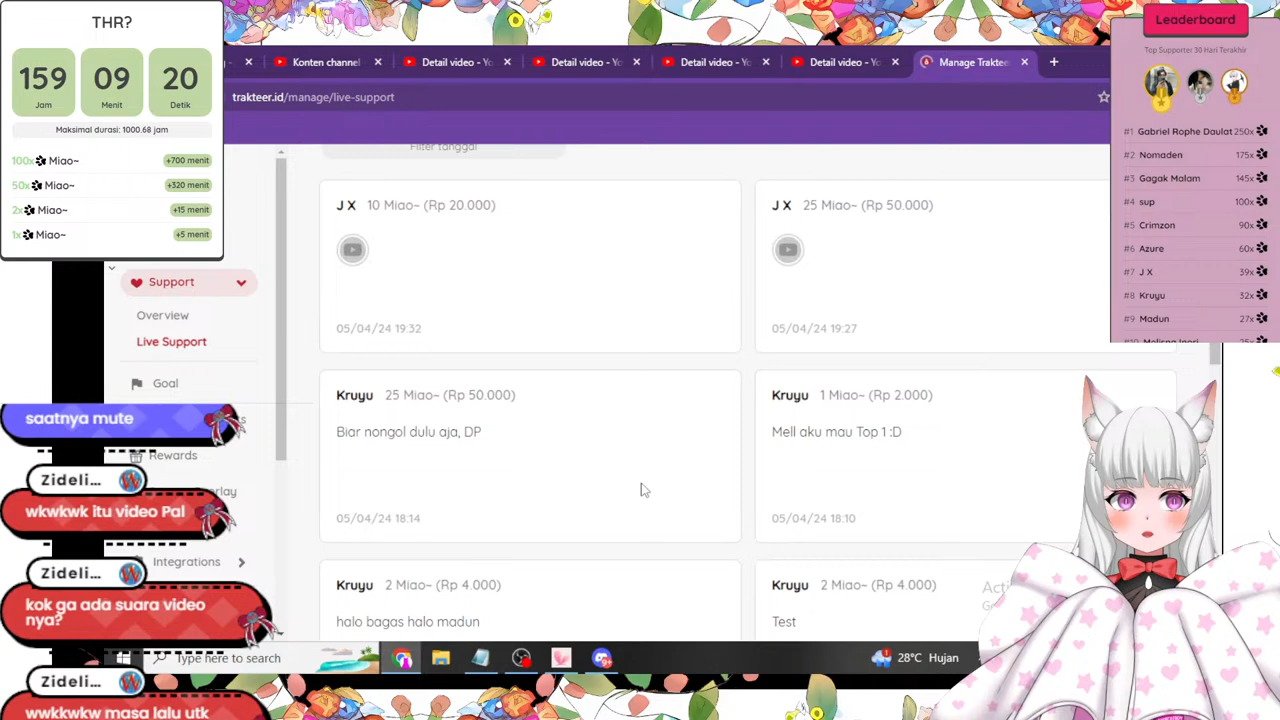 THR?
159
09
20
Jam
Menit
Detik
Maksimal durasi: 1000.68 jam
100x Miao~ +700 menit
50x Miao~ +320 menit
2x Miao~ +15 menit
1x Miao~ +5 menit
Konten channel
Detail video - Yo
Detail video - Yo
Detail video - Yo
Detail video - Yo
Manage Trakteer
trakteer.id/manage/live-support
Filter tanggal
Support
Overview
Live Support
Goal
Rewards
Integrations
J X 10 Miao~ (Rp 20.000)
05/04/24 19:32
J X 25 Miao~ (Rp 50.000)
05/04/24 19:27
Kruyu 25 Miao~ (Rp 50.000)
Biar nongol dulu aja, DP
05/04/24 18:14
Kruyu 1 Miao~ (Rp 2.000)
Mell aku mau Top 1 :D
05/04/24 18:10
Kruyu 2 Miao~ (Rp 4.000)
halo bagas halo madun
Kruyu 2 Miao~ (Rp 4.000)
Test
Leaderboard
Top Supporter 30 Hari Terakhir
#1 Gabriel Rophe Daulat 250x
#2 Nomaden 175x
#3 Gagak Malam 145x
#4 sup 100x
#5 Crimzon 90x
#6 Azure 60x
#7 J X 39x
#8 Kruyu 32x
#9 Madun 27x
saatnya mute
Zideli...
wkwkwk itu video Pal
Zideli...
kok ga ada suara video
nya?
Zideli...
wwkkwkw masa lalu utk
Type here to search
28°C Hujan